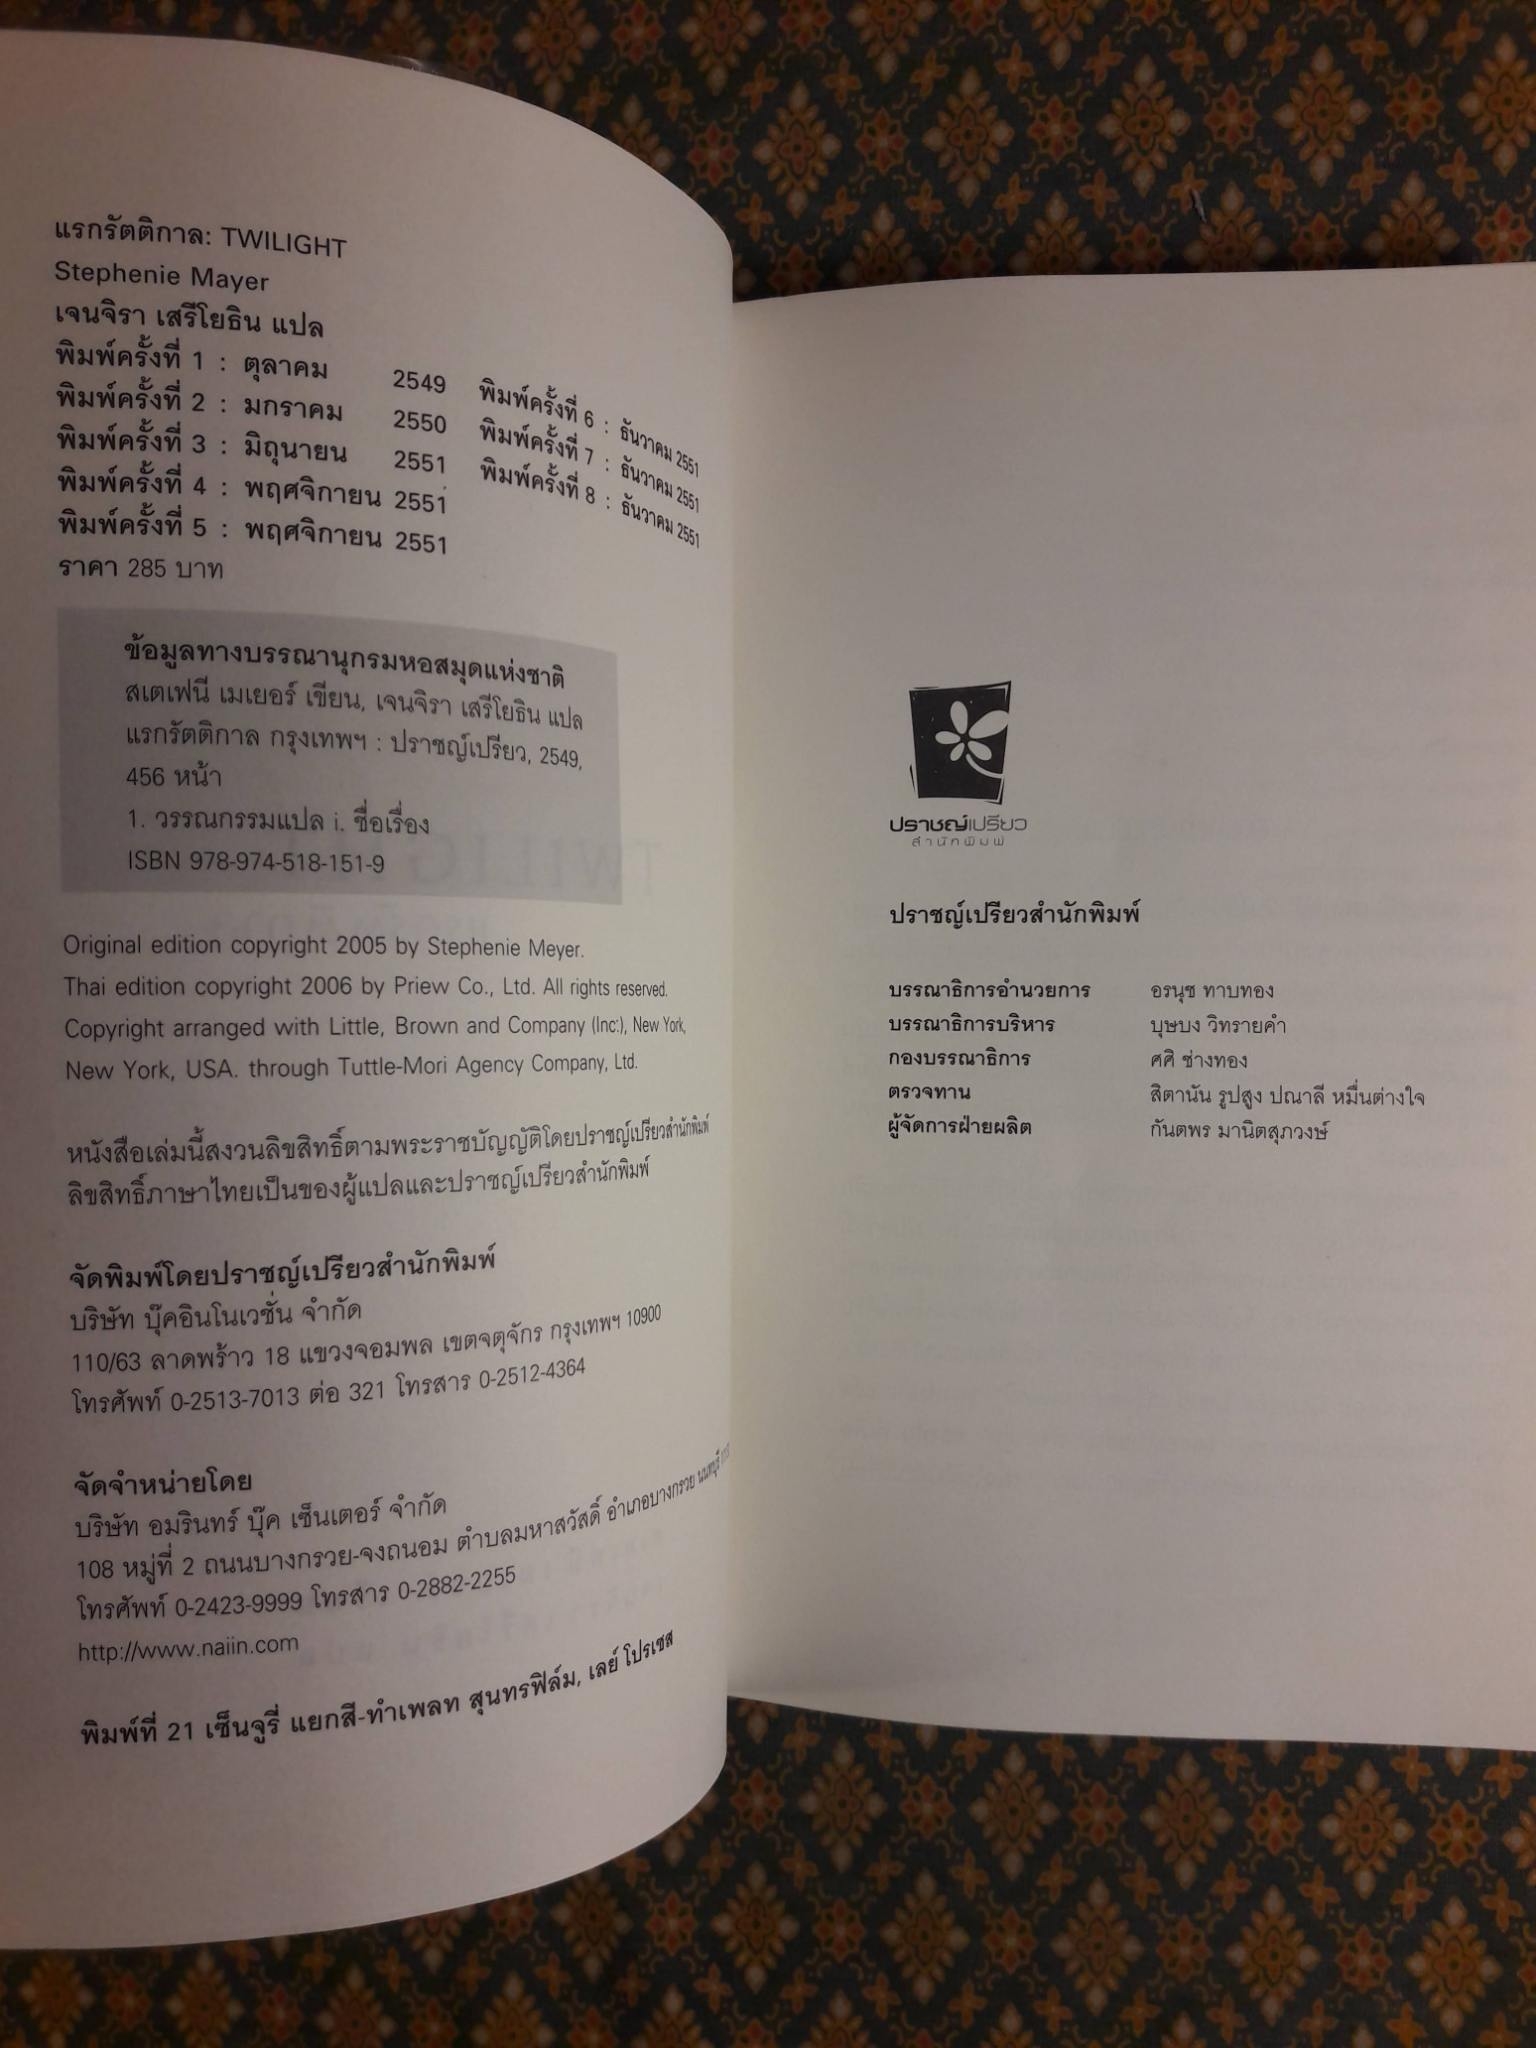 แรกรัตติกาล: TWILIGHT
Stephenie Mayer
เจนจิรา เสรีโยธิน แปล
พิมพ์ครั้งที่ 1 : ตุลาคม 2549
พิมพ์ครั้งที่ 2 : มกราคม 2550
พิมพ์ครั้งที่ 3 : มิถุนายน 2551
พิมพ์ครั้งที่ 4 : พฤศจิกายน 2551
พิมพ์ครั้งที่ 5 : พฤศจิกายน 2551
พิมพ์ครั้งที่ 6 : ธันวาคม 2551
พิมพ์ครั้งที่ 7 : ธันวาคม 2551
พิมพ์ครั้งที่ 8 : ธันวาคม 2551
ราคา 285 บาท
ข้อมูลทางบรรณานุกรมหอสมุดแห่งชาติ
สเตเฟนี เมเยอร์ เขียน, เจนจิรา เสรีโยธิน แปล
แรกรัตติกาล กรุงเทพฯ : ปราชญ์เปรียว, 2549,
456 หน้า
1. วรรณกรรมแปล i. ชื่อเรื่อง
ISBN 978-974-518-151-9
Original edition copyright 2005 by Stephenie Meyer.
Thai edition copyright 2006 by Priew Co., Ltd. All rights reserved.
Copyright arranged with Little, Brown and Company (Inc.), New York,
New York, USA. through Tuttle-Mori Agency Company, Ltd.
หนังสือเล่มนี้สงวนลิขสิทธิ์ตามพระราชบัญญัติโดยปราชญ์เปรียวสำนักพิมพ์
ลิขสิทธิ์ภาษาไทยเป็นของผู้แปลและปราชญ์เปรียวสำนักพิมพ์
จัดพิมพ์โดยปราชญ์เปรียวสำนักพิมพ์
บริษัท บุ๊คอินโนเวชั่น จำกัด
110/63 ลาดพร้าว 18 แขวงจอมพล เขตจตุจักร กรุงเทพฯ 10900
โทรศัพท์ 0-2513-7013 ต่อ 321 โทรสาร 0-2512-4364
จัดจำหน่ายโดย
บริษัท อมรินทร์ บุ๊ค เซ็นเตอร์ จำกัด
108 หมู่ที่ 2 ถนนบางกรวย-จงถนอม ตำบลมหาสวัสดิ์ อำเภอบางกรวย นนทบุรี
โทรศัพท์ 0-2423-9999 โทรสาร 0-2882-2255
http://www.naiin.com
พิมพ์ที่ 21 เซ็นจูรี่ แยกสี-ทำเพลท สุนทรฟิล์ม, เลย์ โปรเซส
ปราชญ์เปรียว
สำนักพิมพ์
ปราชญ์เปรียวสำนักพิมพ์
บรรณาธิการอำนวยการ อรนุช ทาบทอง
บรรณาธิการบริหาร บุษบง วิทรายคำ
กองบรรณาธิการ ศศิ ช่างทอง
ตรวจทาน สิตานัน รูปสูง ปณาลี หมื่นต่างใจ
ผู้จัดการฝ่ายผลิต กันตพร มานิตสุภวงษ์